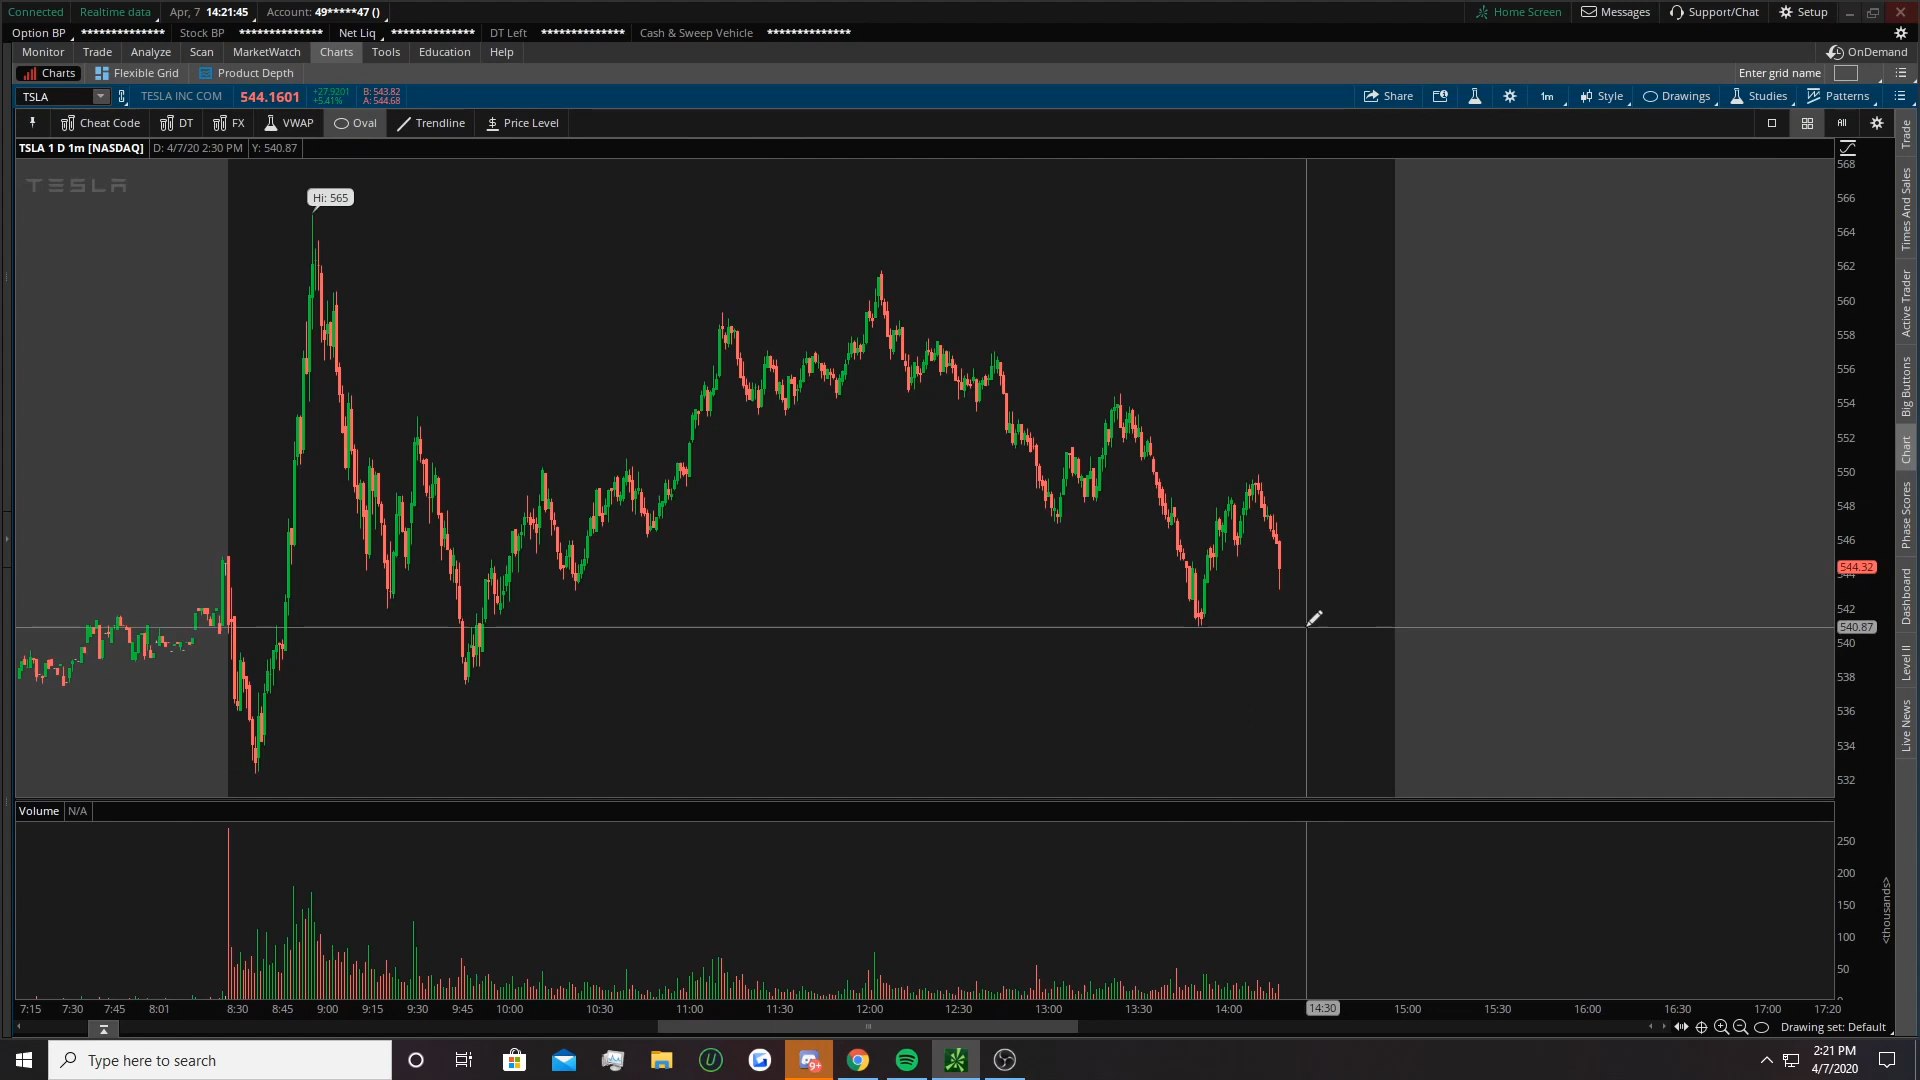 Connected Realtime data Apr, 7 14:21:45 Account: 49*****47 () Home Screen Messages Support/Chat Setup
Option BP ************** Stock BP ************** Net Liq ************** DT Left ************** Cash & Sweep Vehicle **************
Monitor Trade Analyze Scan MarketWatch Charts Tools Education Help OnDemand
Charts Flexible Grid Product Depth Enter grid name
TSLA TESLA INC COM 544.1601 +27.9201 B: 543.82 Share 1m Style Drawings Studies Patterns
+5.41% A: 544.68
Cheat Code DT FX VWAP Oval Trendline $ Price Level All
TSLA 1 D 1m [NASDAQ] D: 4/7/20 2:30 PM Y: 540.87
TESLA
Hi: 565
568
566
564
562
560
558
556
554
552
550
548
546
544.32
544
542
540.87
540
538
536
534
532
Trade
Times And Sales
Active Trader
Big Buttons
Chart
Phase Scores
Dashboard
Level II
Live News
Volume N/A
250
200
150
100
50
<thousands>
7:15 7:30 7:45 8:01 8:30 8:45 9:00 9:15 9:30 9:45 10:00 10:30 11:00 11:30 12:00 12:30 13:00 13:30 14:00 14:30 15:00 15:30 16:00 16:30 17:00 17:20
Drawing set: Default
Type here to search 9+ 2:21 PM
4/7/2020